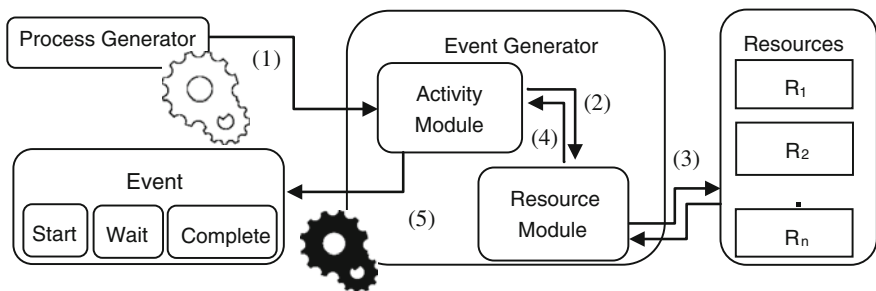 Process Generator
(1)
Event Generator
Resources
Activity
Module
(2)
(4)
R1
R2
(3)
Event
Start
Wait
Complete
(5)
Resource
Module
.
Rn